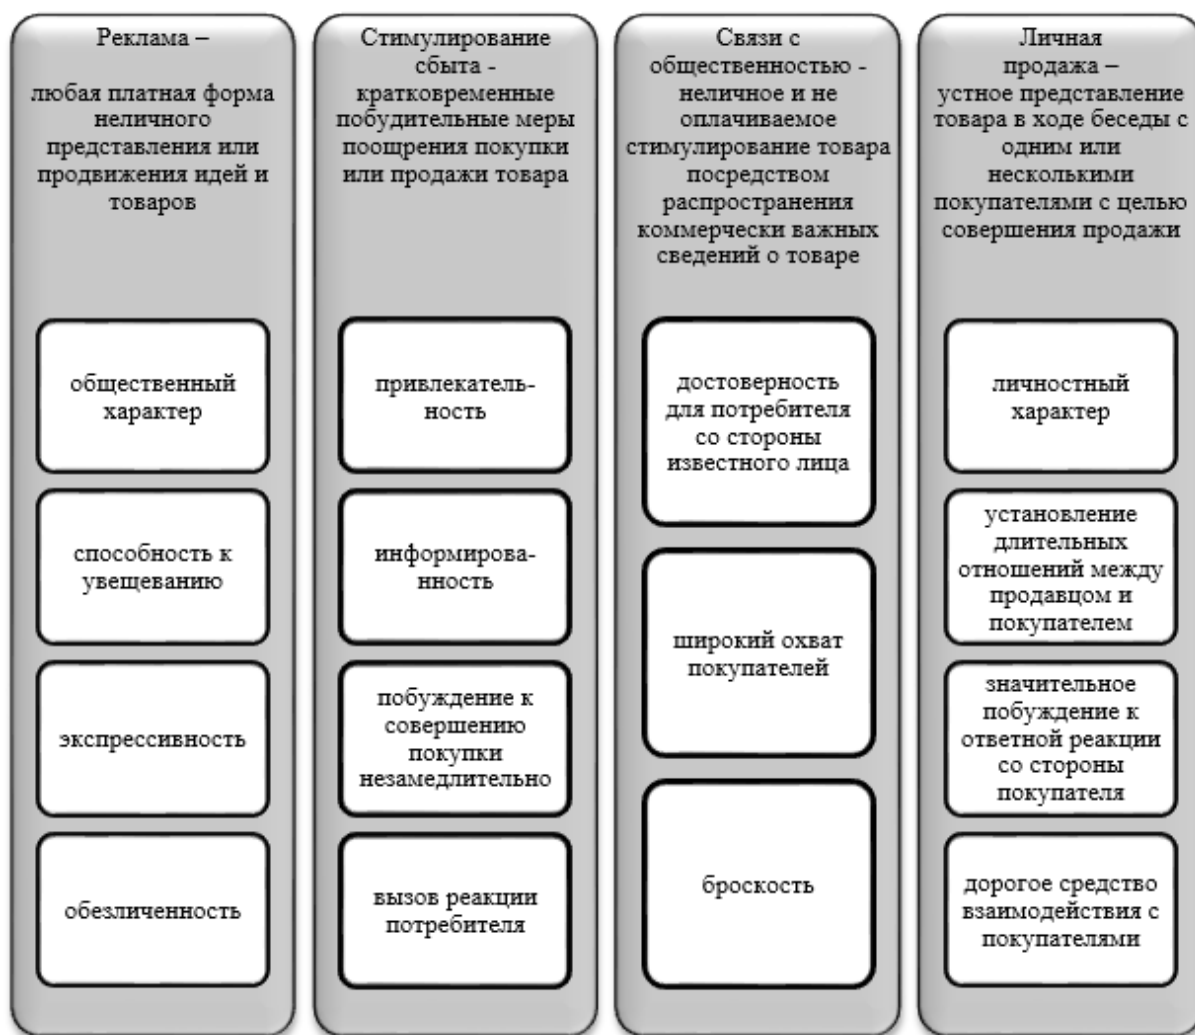 Реклама –
любая платная форма
неличного
представления или
продвижения идей и
товаров
общественный
характер
способность к
увещеванию
экспрессивность
обезличенность
Стимулирование
сбыта -
кратковременные
побудительные меры
поощрения покупки
или продажи товара
привлекатель-
ность
информирова-
нность
побуждение к
совершению
покупки
незамедлительно
вызов реакции
потребителя
Связи с
общественностью -
неличное и не
оплачиваемое
стимулирование товара
посредством
распространения
коммерчески важных
сведений о товаре
достоверность
для потребителя
со стороны
известного лица
широкий охват
покупателей
броскость
Личная
продажа –
устное представление
товара в ходе беседы с
одним или
несколькими
покупателями с целью
совершения продажи
личностный
характер
установление
длительных
отношений между
продавцом и
покупателем
значительное
побуждение к
ответной реакции
со стороны
покупателя
дорогое средство
взаимодействия с
покупателями